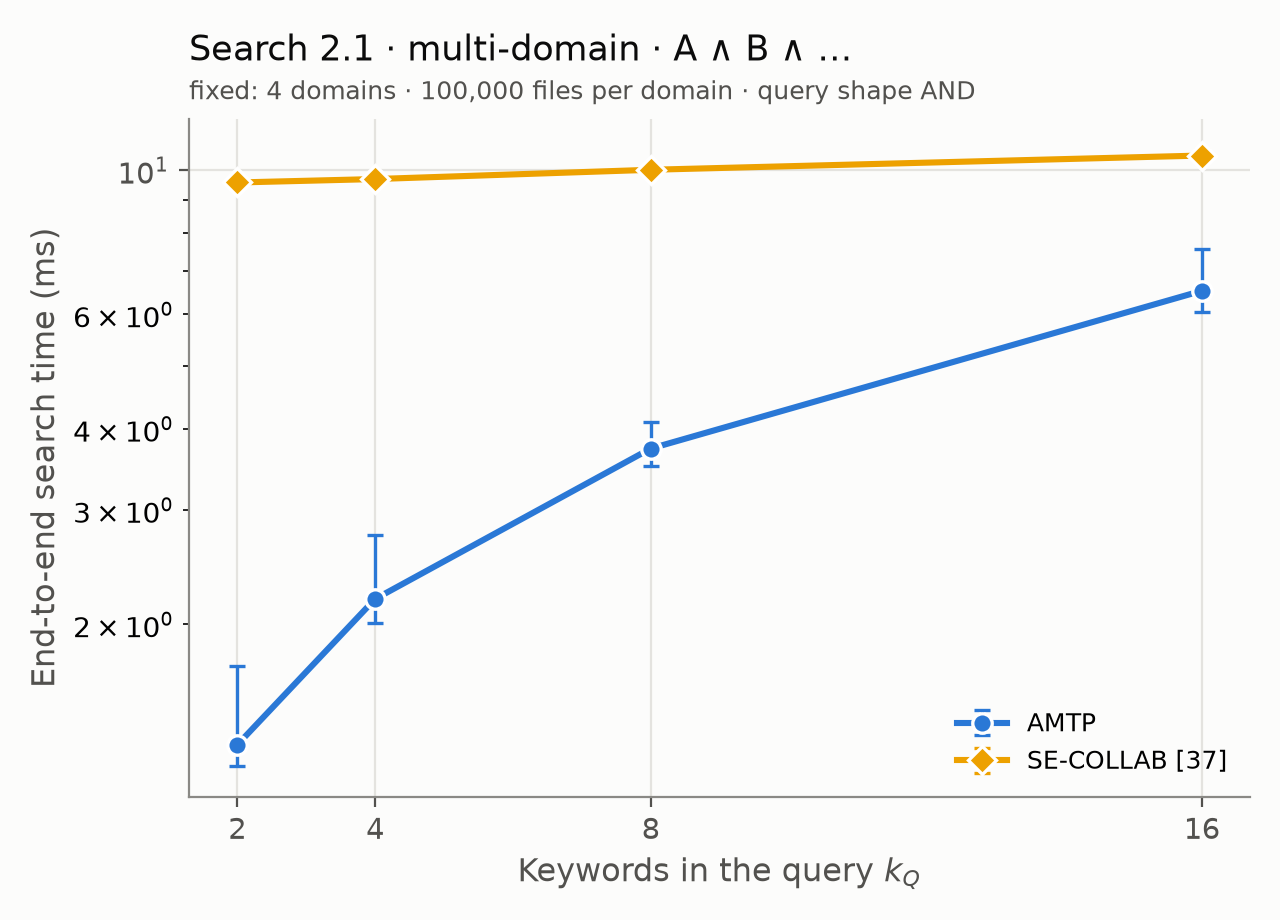 Search 2.1 · multi-domain · A ∧ B ∧ …
fixed: 4 domains · 100,000 files per domain · query shape AND
End-to-end search time (ms)
10¹
6 × 10⁰
4 × 10⁰
3 × 10⁰
2 × 10⁰
AMTP
SE-COLLAB [37]
2 4 8 16
Keywords in the query k_Q